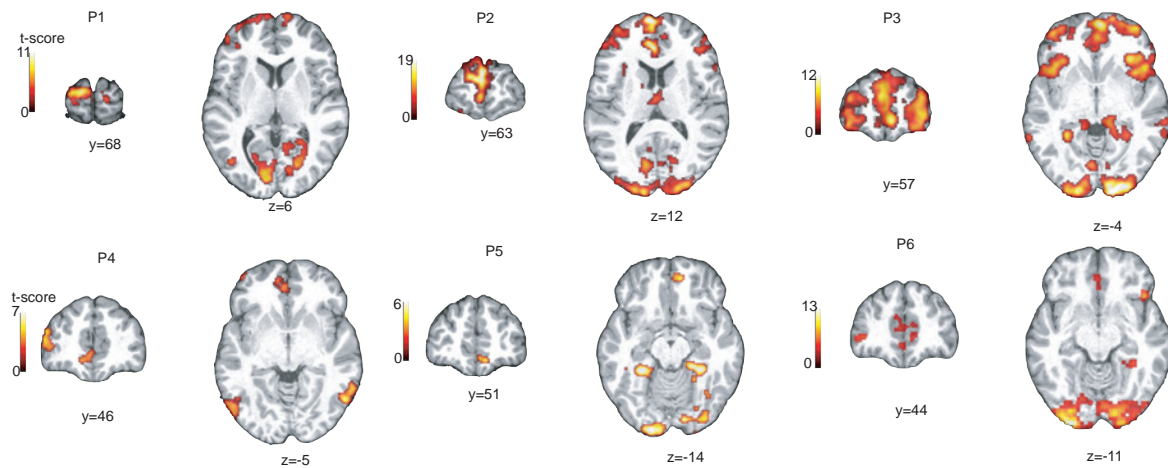 P1
t-score
11
0
y=68
z=6
P2
19
0
y=63
z=12
P3
12
0
y=57
z=-4
P4
t-score
7
0
y=46
z=-5
P5
6
0
y=51
z=-14
P6
13
0
y=44
z=-11